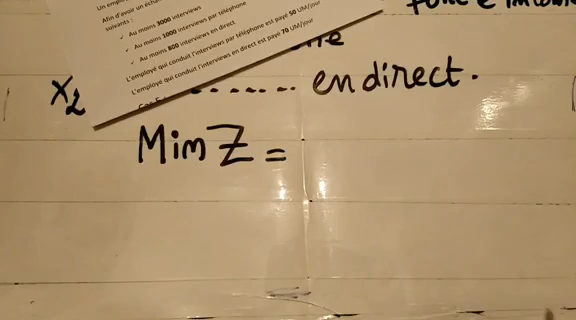 Un emplo
Afin d'avoir un échan
suivants :
✓ Au moins 3000 interviews
✓ Au moins 1000 interviews par téléphone
✓ Au moins 800 interviews en direct
L'employé qui conduit l'interviews par téléphone est payé 50 UM/jour
L'employé qui conduit l'interviews en direct est payé 70 UM/jour
ne
X2 ....... en direct.
Min Z =